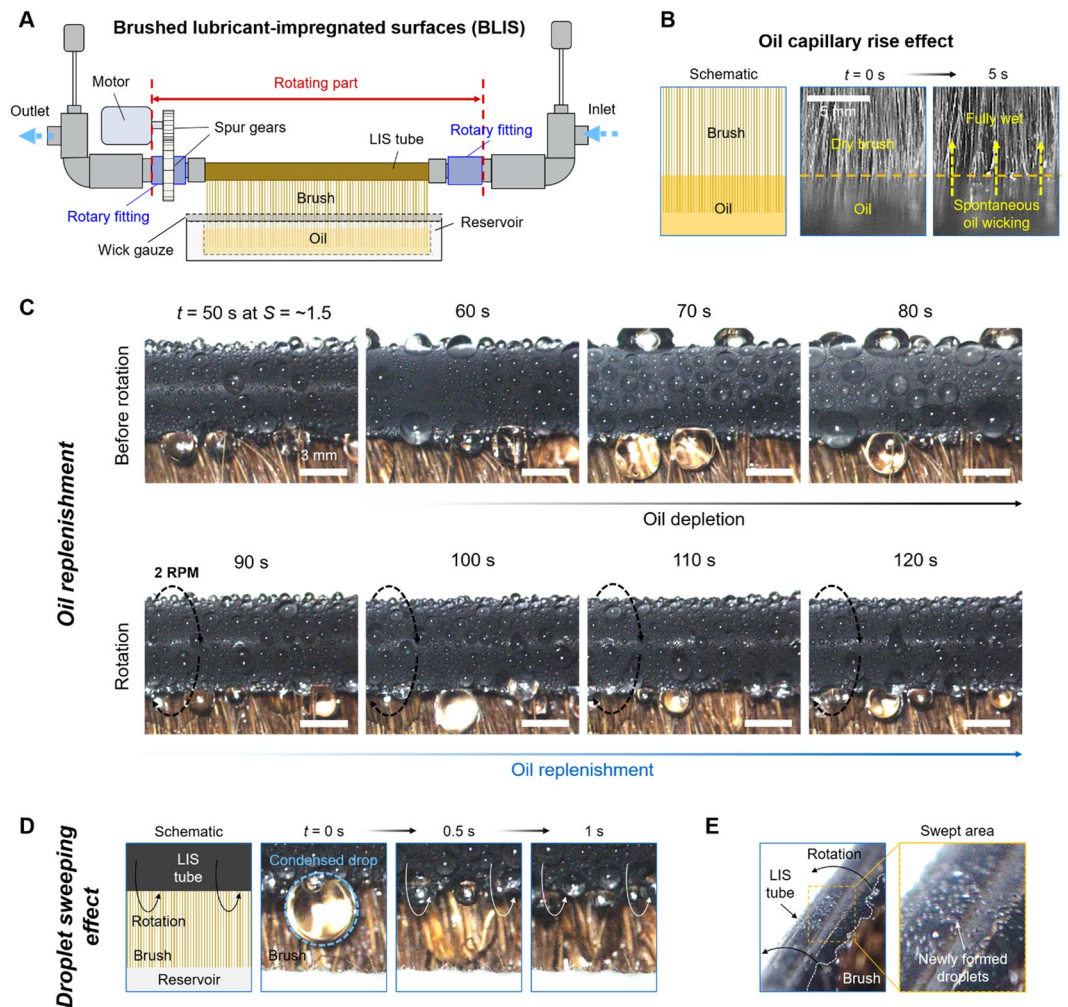 A
Brushed lubricant-impregnated surfaces (BLIS)
Motor
Rotating part
Outlet
Inlet
Spur gears
LIS tube
Rotary fitting
Rotary fitting
Brush
Reservoir
Wick gauze
Oil
B
Oil capillary rise effect
Schematic
t = 0 s
5 s
5 mm
Brush
Dry brush
Fully wet
Oil
Oil
Spontaneous
oil wicking
C
Oil replenishment
Before rotation
t = 50 s at S = ~1.5
60 s
70 s
80 s
3 mm
Oil depletion
Rotation
90 s
100 s
110 s
120 s
2 RPM
Oil replenishment
D
Droplet sweeping
effect
Schematic
t = 0 s
0.5 s
1 s
LIS
tube
Rotation
Brush
Reservoir
Condensed drop
Brush
E
Swept area
Rotation
LIS
tube
Brush
Newly formed
droplets